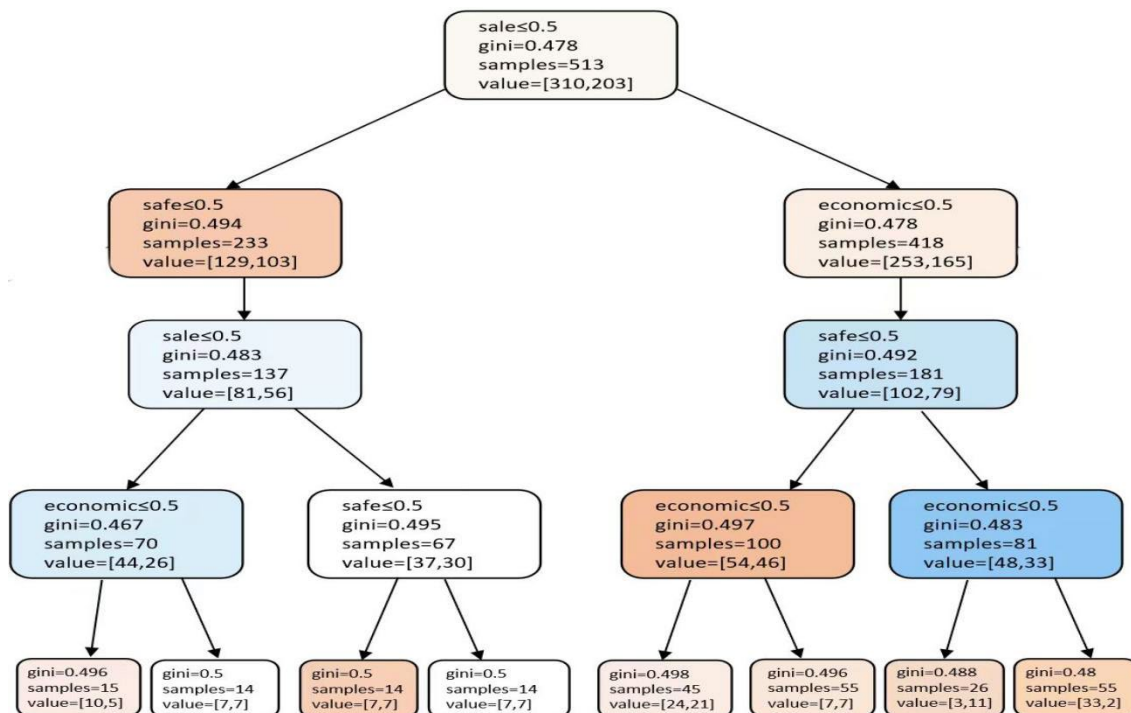 sale≤0.5
gini=0.478
samples=513
value=[310,203]
safe≤0.5
gini=0.494
samples=233
value=[129,103]
economic≤0.5
gini=0.478
samples=418
value=[253,165]
sale≤0.5
gini=0.483
samples=137
value=[81,56]
safe≤0.5
gini=0.492
samples=181
value=[102,79]
economic≤0.5
gini=0.467
samples=70
value=[44,26]
safe≤0.5
gini=0.495
samples=67
value=[37,30]
economic≤0.5
gini=0.497
samples=100
value=[54,46]
economic≤0.5
gini=0.483
samples=81
value=[48,33]
gini=0.496
samples=15
value=[10,5]
gini=0.5
samples=14
value=[7,7]
gini=0.5
samples=14
value=[7,7]
gini=0.5
samples=14
value=[7,7]
gini=0.498
samples=45
value=[24,21]
gini=0.496
samples=55
value=[7,7]
gini=0.488
samples=26
value=[3,11]
gini=0.48
samples=55
value=[33,2]